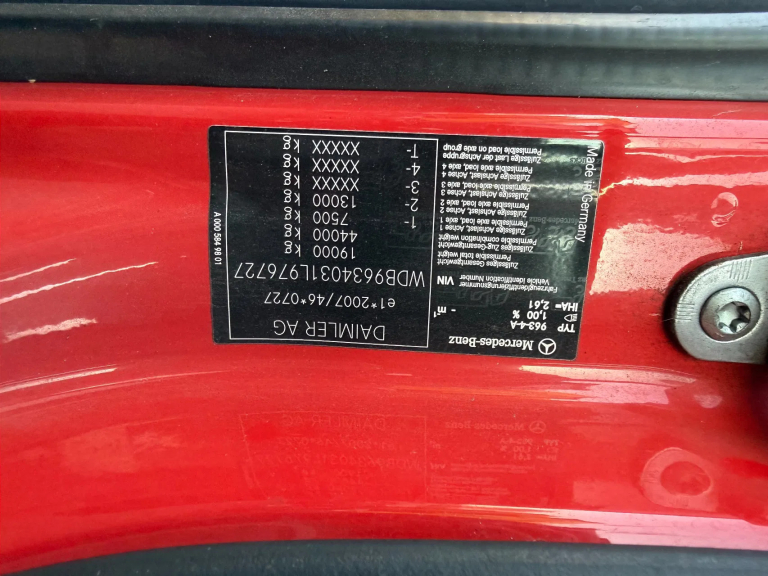 Mercedes-Benz
TYP 963-4-A
1,00 %
IHA= 2,61 - m¹
DAIMLER AG
e1*2007/46*0727
Fahrzeugidentifizierungsnummer
Vehicle Identification Number VIN
WDB9634031L976727
Zulässiges Gesamtgewicht
Permissible total weight
19000 kg
Zulässiges Zug-Gesamtgewicht
Permissible combination weight
44000 kg
Zulässige Achslast, Achse 1
Permissible axle load, axle 1
1- 7500 kg
Zulässige Achslast, Achse 2
Permissible axle load, axle 2
2- 13000 kg
Zulässige Achslast, Achse 3
Permissible axle load, axle 3
3- XXXXX kg
Zulässige Achslast, Achse 4
Permissible axle load, axle 4
4- XXXXX kg
Zulässige Last der Achsgruppe
Permissible load on axle group
T- XXXXX kg
Made in Germany
A 000 584 98 01